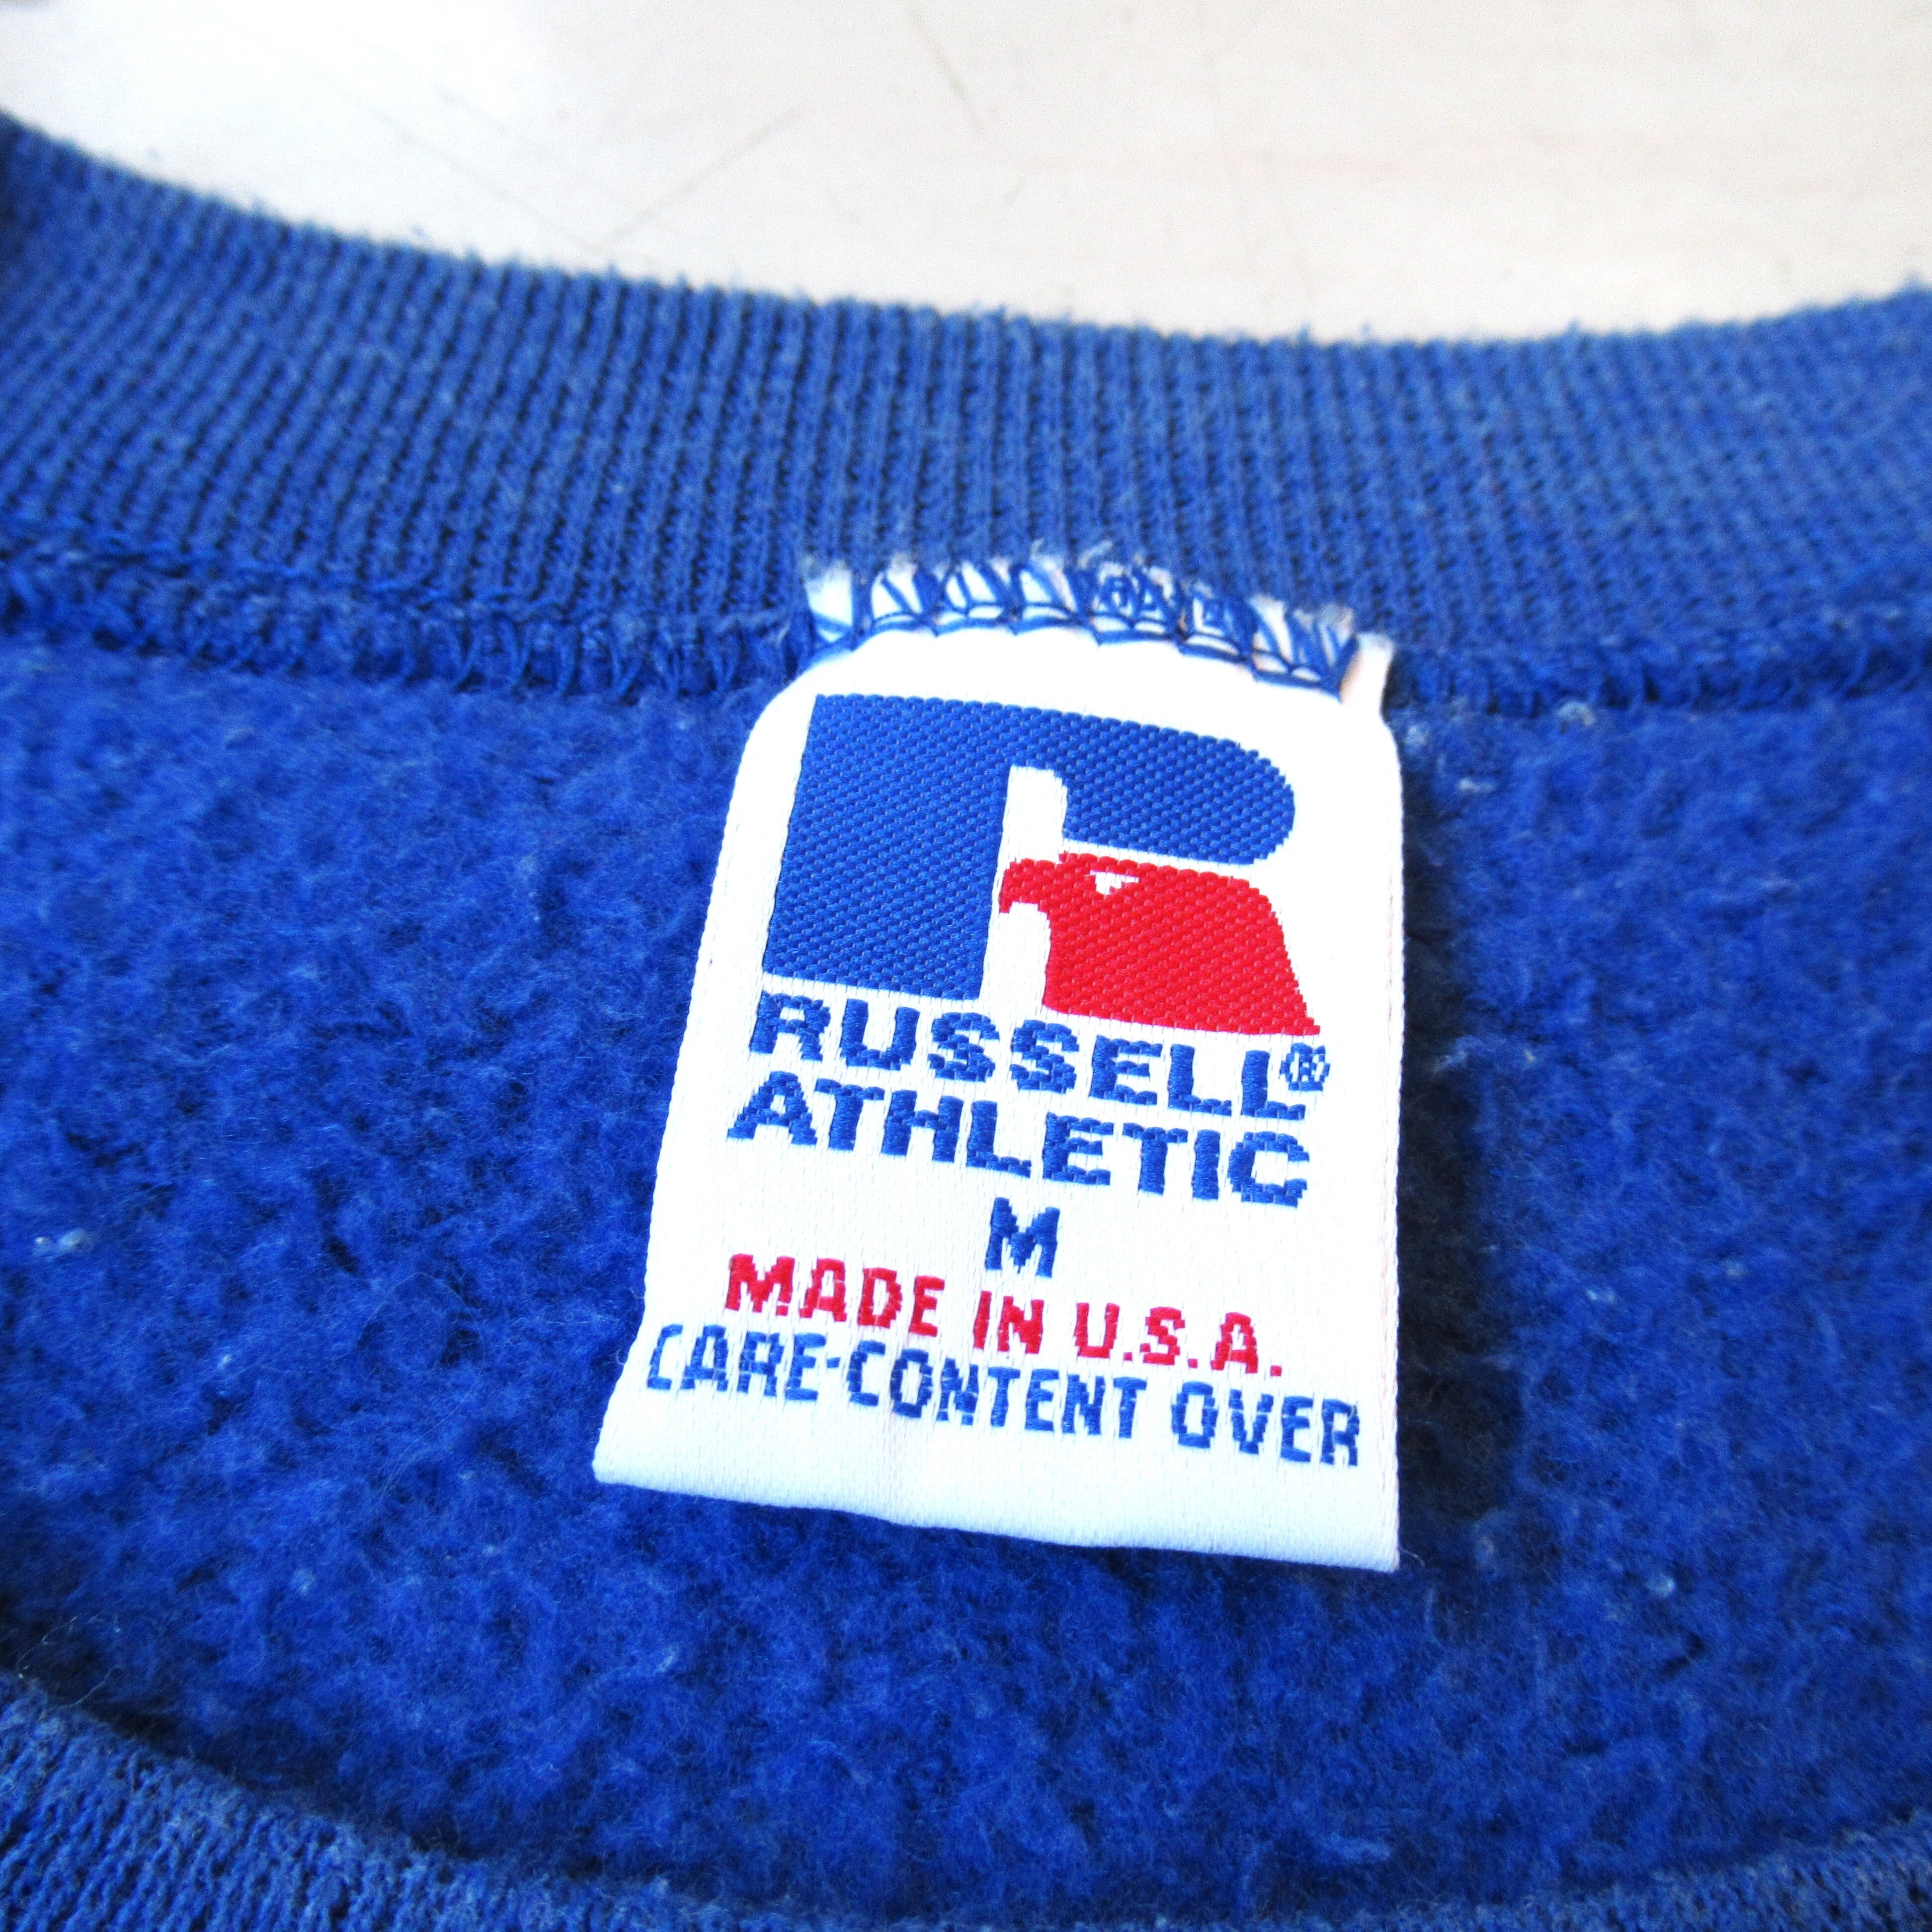 RUSSELL®
ATHLETIC
M
MADE IN U.S.A.
CARE·CONTENT OVER